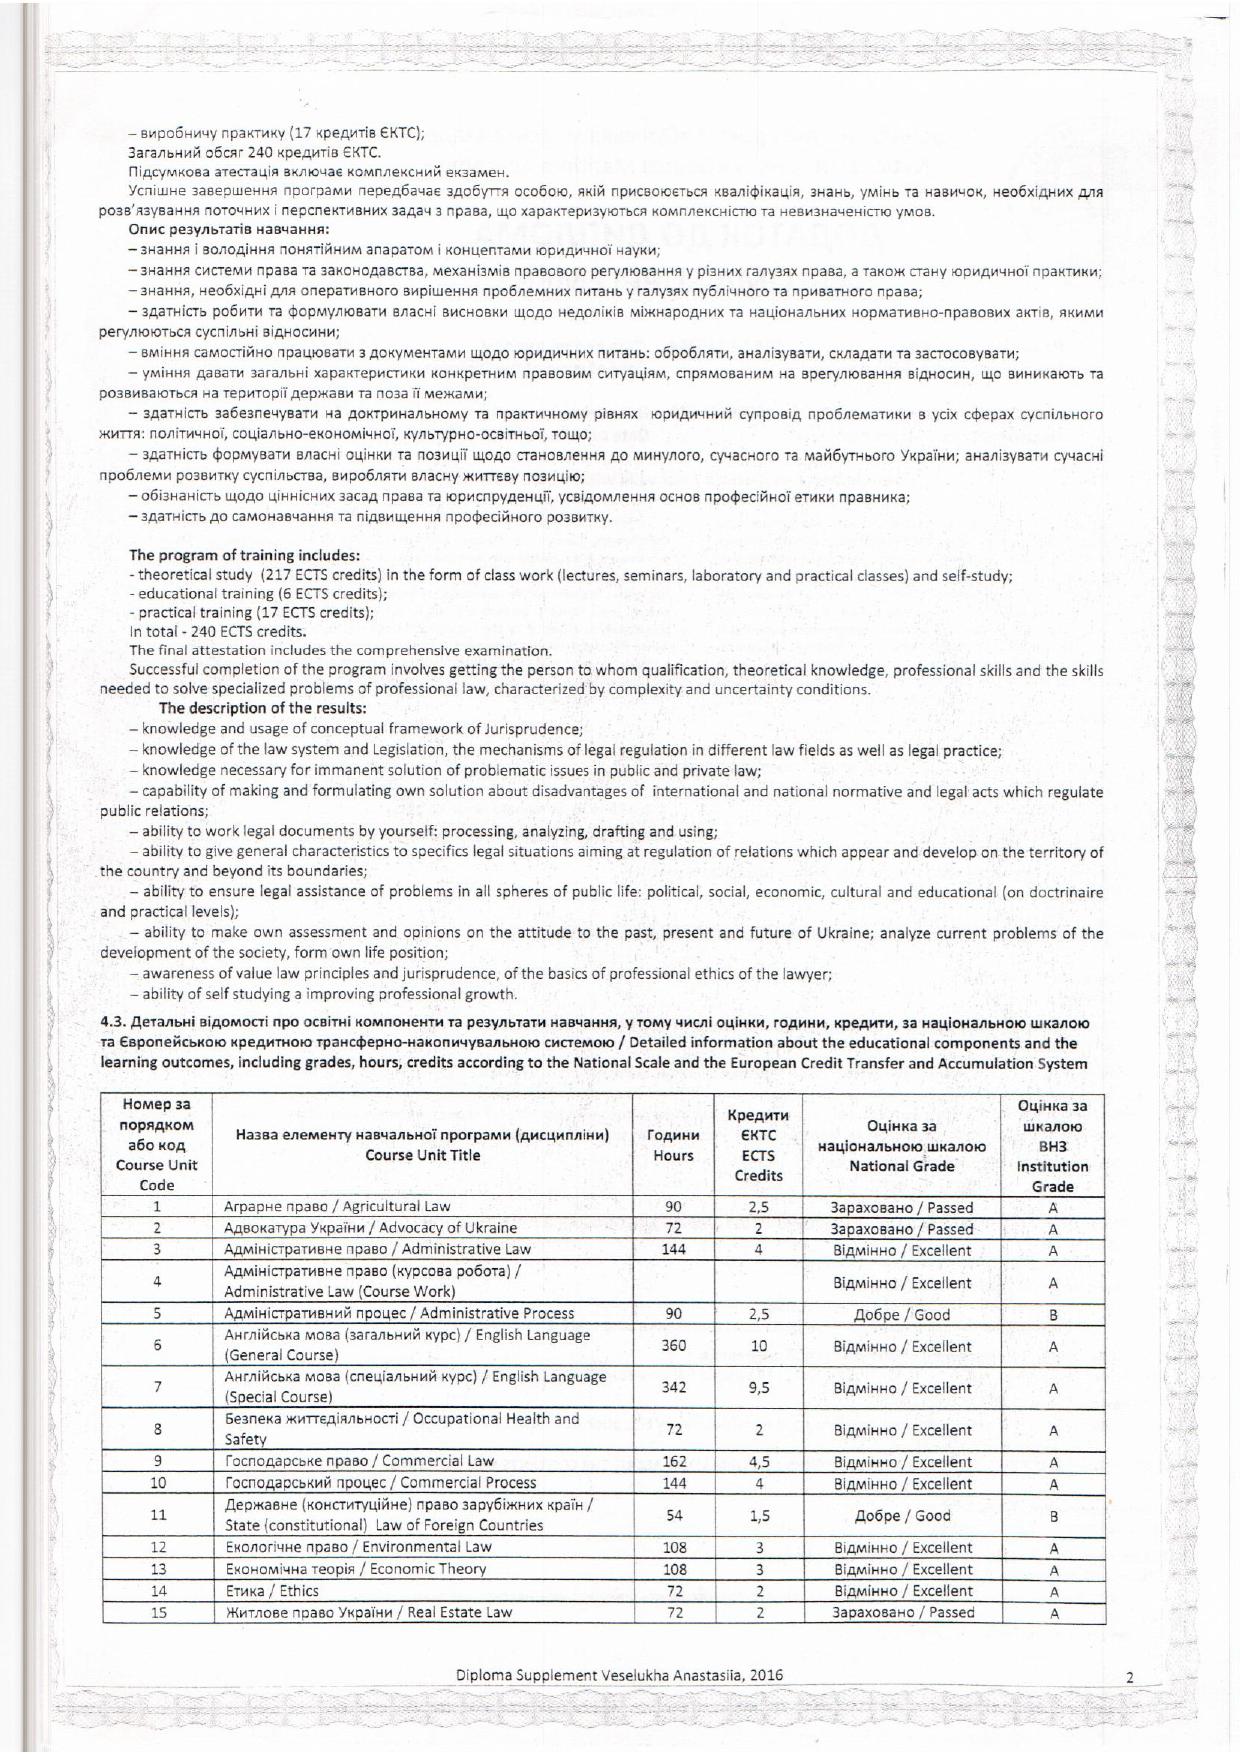 – виробничу практику (17 кредитів ЄКТС);
Загальний обсяг 240 кредитів ЄКТС.
Підсумкова атестація включає комплексний екзамен.
Успішне завершення програми передбачає здобуття особою, якій присвоюється кваліфікація, знань, умінь та навичок, необхідних для
розв'язування поточних і перспективних задач з права, що характеризуються комплексністю та невизначеністю умов.
Опис результатів навчання:
– знання і володіння понятійним апаратом і концептами юридичної науки;
– знання системи права та законодавства, механізмів правового регулювання у різних галузях права, а також стану юридичної практики;
– знання, необхідні для оперативного вирішення проблемних питань у галузях публічного та приватного права;
– здатність робити та формулювати власні висновки щодо недоліків міжнародних та національних нормативно-правових актів, якими
регулюються суспільні відносини;
– вміння самостійно працювати з документами щодо юридичних питань: обробляти, аналізувати, складати та застосовувати;
– уміння давати загальні характеристики конкретним правовим ситуаціям, спрямованим на врегулювання відносин, що виникають та
розвиваються на території держави та поза її межами;
– здатність забезпечувати на доктринальному та практичному рівнях юридичний супровід проблематики в усіх сферах суспільного
життя: політичної, соціально-економічної, культурно-освітньої, тощо;
– здатність формувати власні оцінки та позиції щодо становлення до минулого, сучасного та майбутнього України; аналізувати сучасні
проблеми розвитку суспільства, виробляти власну життєву позицію;
– обізнаність щодо ціннісних засад права та юриспруденції, усвідомлення основ професійної етики правника;
– здатність до самонавчання та підвищення професійного розвитку.
The program of training includes:
- theoretical study (217 ECTS credits) in the form of class work (lectures, seminars, laboratory and practical classes) and self-study;
- educational training (6 ECTS credits);
- practical training (17 ECTS credits);
In total - 240 ECTS credits.
The final attestation includes the comprehensive examination.
Successful completion of the program involves getting the person to whom qualification, theoretical knowledge, professional skills and the skills
needed to solve specialized problems of professional law, characterized by complexity and uncertainty conditions.
The description of the results:
– knowledge and usage of conceptual framework of Jurisprudence;
– knowledge of the law system and Legislation, the mechanisms of legal regulation in different law fields as well as legal practice;
– knowledge necessary for immanent solution of problematic issues in public and private law;
– capability of making and formulating own solution about disadvantages of international and national normative and legal acts which regulate
public relations;
– ability to work legal documents by yourself: processing, analyzing, drafting and using;
– ability to give general characteristics to specifics legal situations aiming at regulation of relations which appear and develop on the territory of
the country and beyond its boundaries;
– ability to ensure legal assistance of problems in all spheres of public life: political, social, economic, cultural and educational (on doctrinaire
and practical levels);
– ability to make own assessment and opinions on the attitude to the past, present and future of Ukraine; analyze current problems of the
development of the society, form own life position;
– awareness of value law principles and jurisprudence, of the basics of professional ethics of the lawyer;
– ability of self studying a improving professional growth.
4.3. Детальні відомості про освітні компоненти та результати навчання, у тому числі оцінки, години, кредити, за національною шкалою
та Європейською кредитною трансферно-накопичувальною системою / Detailed information about the educational components and the
learning outcomes, including grades, hours, credits according to the National Scale and the European Credit Transfer and Accumulation System
Номер за порядком або код Course Unit Code | Назва елементу навчальної програми (дисципліни) Course Unit Title | Години Hours | Кредити ЄКТС ECTS Credits | Оцінка за національною шкалою National Grade | Оцінка за шкалою ВНЗ Institution Grade
1 Аграрне право / Agricultural Law 90 2,5 Зараховано / Passed A
2 Адвокатура України / Advocacy of Ukraine 72 2 Зараховано / Passed A
3 Адміністративне право / Administrative Law 144 4 Відмінно / Excellent A
4 Адміністративне право (курсова робота) /
Administrative Law (Course Work) Відмінно / Excellent A
5 Адміністративний процес / Administrative Process 90 2,5 Добре / Good B
6 Англійська мова (загальний курс) / English Language
(General Course) 360 10 Відмінно / Excellent A
7 Англійська мова (спеціальний курс) / English Language
(Special Course) 342 9,5 Відмінно / Excellent A
8 Безпека життєдіяльності / Occupational Health and
Safety 72 2 Відмінно / Excellent A
9 Господарське право / Commercial Law 162 4,5 Відмінно / Excellent A
10 Господарський процес / Commercial Process 144 4 Відмінно / Excellent A
11 Державне (конституційне) право зарубіжних країн /
State (constitutional) Law of Foreign Countries 54 1,5 Добре / Good B
12 Екологічне право / Environmental Law 108 3 Відмінно / Excellent A
13 Економічна теорія / Economic Theory 108 3 Відмінно / Excellent A
14 Етика / Ethics 72 2 Відмінно / Excellent A
15 Житлове право України / Real Estate Law 72 2 Зараховано / Passed A
Diploma Supplement Veselukha Anastasiia, 2016 2